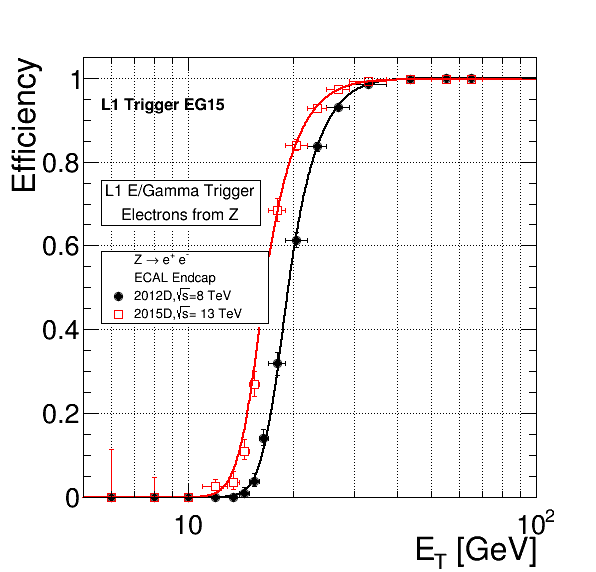 Efficiency
1
0.8
0.6
0.4
0.2
0
L1 Trigger EG15
L1 E/Gamma Trigger
Electrons from Z
Z → e⁺ e⁻
ECAL Endcap
2012D,√s=8 TeV
2015D,√s= 13 TeV
10
10²
E_T [GeV]